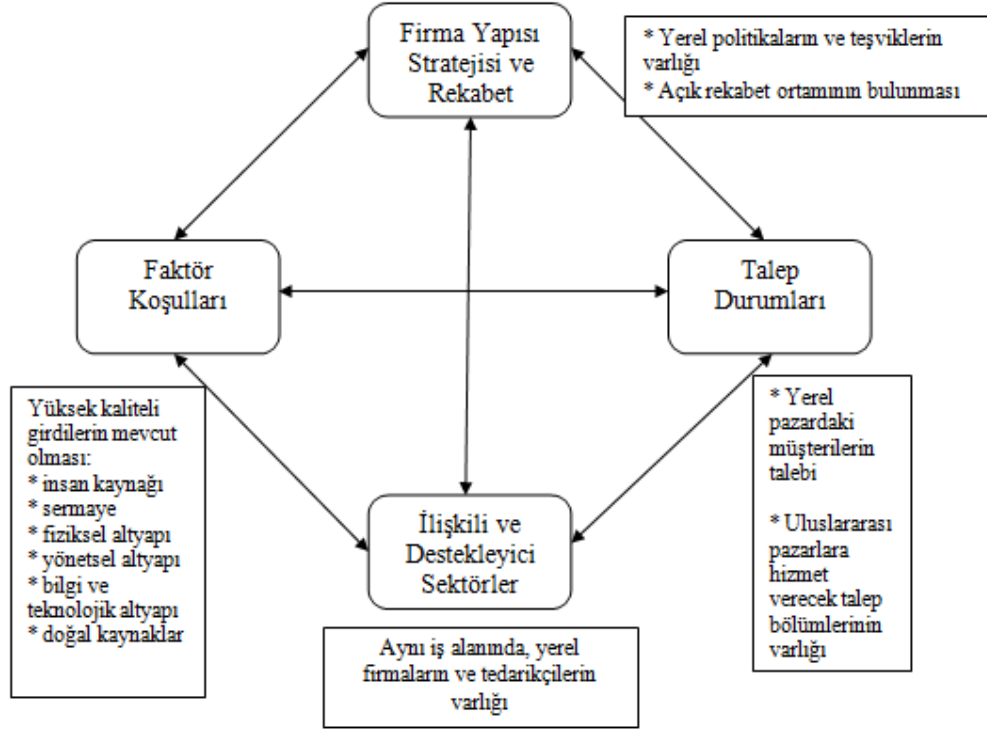 Firma Yapısı
Stratejisi ve
Rekabet
* Yerel politikaların ve teşviklerin
varlığı
* Açık rekabet ortamının bulunması
Faktör
Koşulları
Talep
Durumları
Yüksek kaliteli
girdilerin mevcut
olması:
* insan kaynağı
* sermaye
* fiziksel altyapı
* yönetsel altyapı
* bilgi ve
teknolojik altyapı
* doğal kaynaklar
İlişkili ve
Destekleyici
Sektörler
* Yerel
pazardaki
müşterilerin
talebi
* Uluslararası
pazarlara
hizmet
verecek talep
bölümlerinin
varlığı
Aynı iş alanında, yerel
firmaların ve tedarikçilerin
varlığı